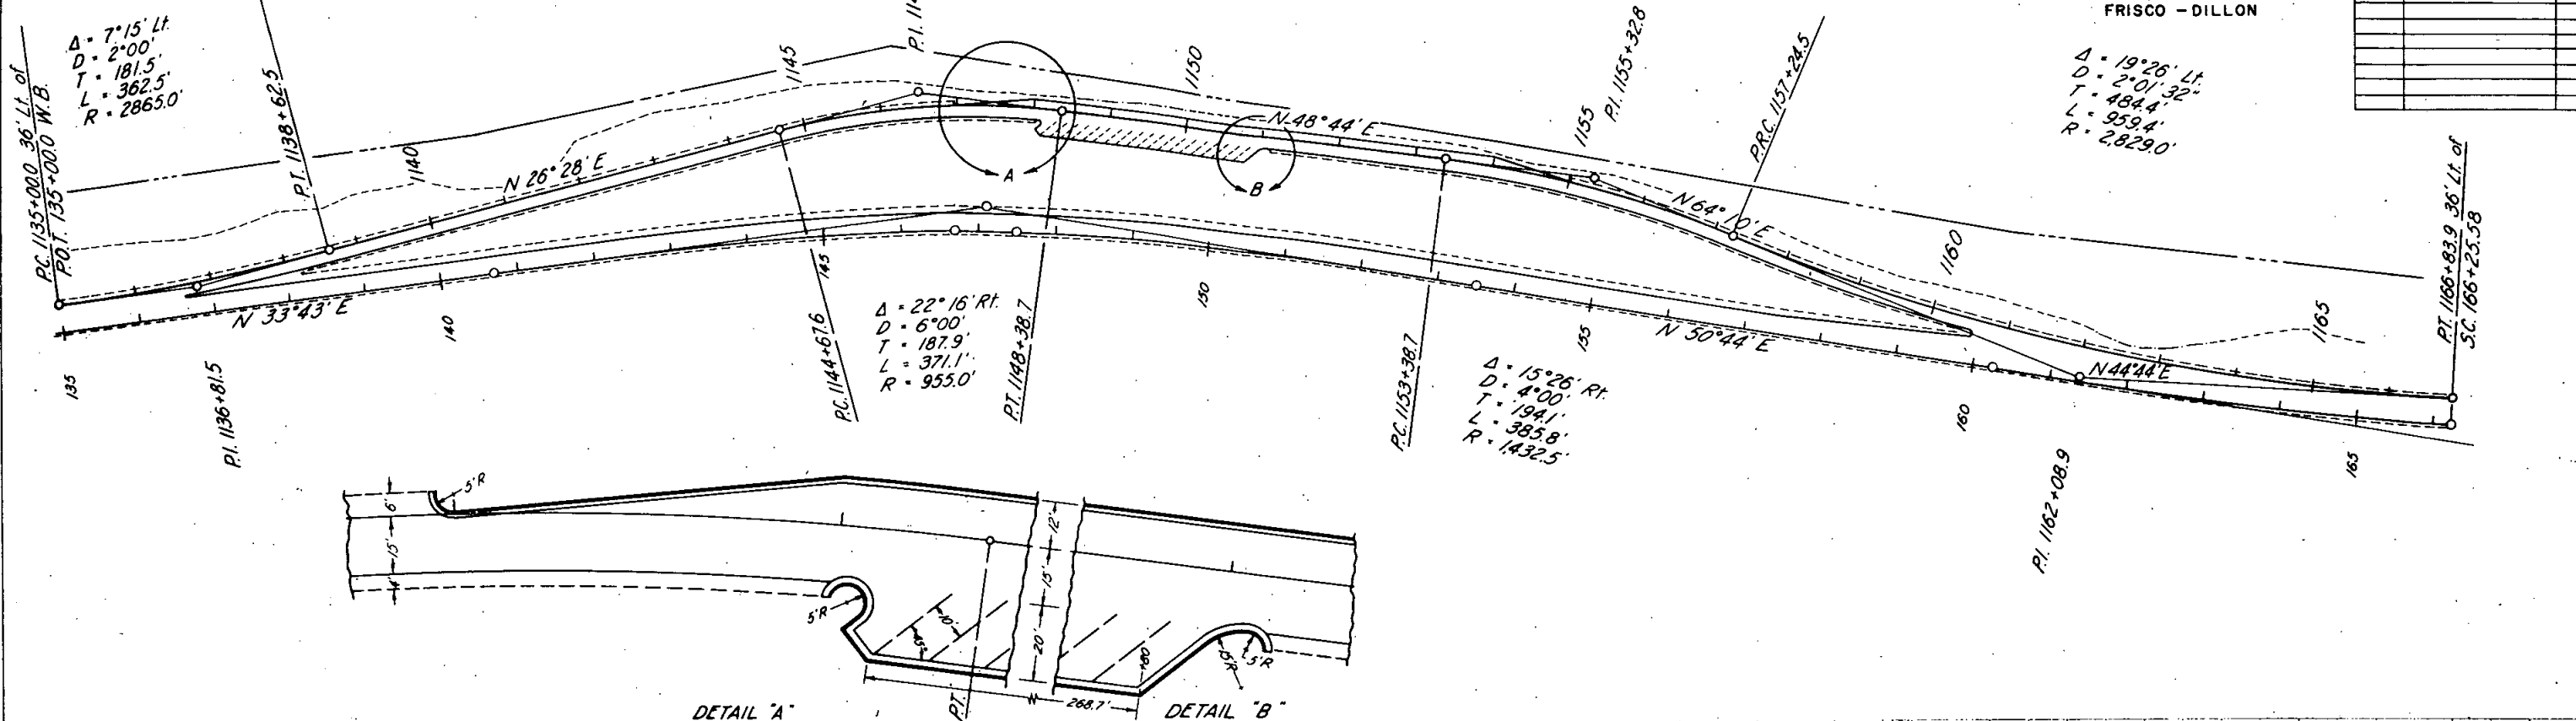 FRISCO - DILLON
Δ = 7°15' Lt.
D = 2°00'
T = 181.5'
L = 362.5'
R = 2865.0'
P.C. 1135+00.0 36' Lt. of
P.O.T. 135+00.0 W.B.
P.T. 1138+62.5
1140
N 26°28' E
1145
P.I. 114
1150
A
B
N 48°44' E
1155
P.I. 1155+32.8
P.R.C. 1157+24.5
Δ = 19°26' Lt.
D = 2°01'32"
T = 484.4'
L = 959.4'
R = 2,829.0'
N 64°10' E
1160
1165
P.T. 1166+83.9 36' Lt. of
S.C. 166+25.58
N 33°43' E
135
P.I. 1136+81.5
140
145
P.C. 1144+67.6
Δ = 22°16' Rt.
D = 6°00'
T = 187.9'
L = 371.1'
R = 955.0'
P.T. 1148+38.7
150
P.C. 1153+38.7
Δ = 15°26' Rt.
D = 4°00'
T = 194.1'
L = 385.8'
R = 1,432.5'
155
N 50°44' E
160
N 44°44' E
P.I. 1162+08.9
165
5'R
6'
15'
4'
5'R
45°
10'
12'
15'
20'
+80
15'R
5'R
268.7'
P.T.
DETAIL "A"
DETAIL "B"